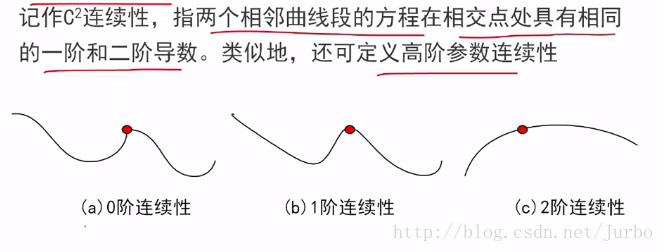 记作C²连续性，指两个相邻曲线段的方程在相交点处具有相同
的一阶和二阶导数。类似地，还可定义高阶参数连续性
(a)0阶连续性 (b)1阶连续性 (c)2阶连续性
http://blog.csdn.net/Jurbo